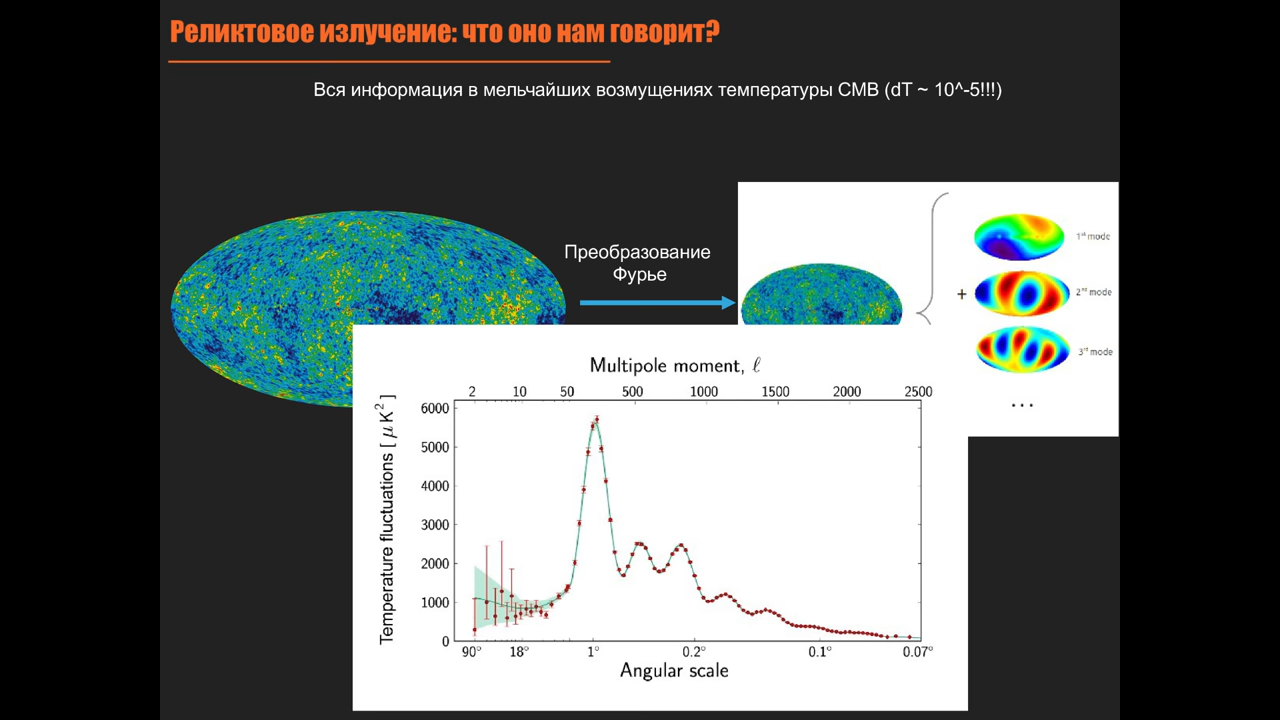 Реликтовое излучение: что оно нам говорит?
Вся информация в мельчайших возмущениях температуры CMB (dT ~ 10^-5!!!)
Преобразование
Фурье
1st mode
+
2nd mode
3rd mode
...
Multipole moment, ℓ
2 10 50 500 1000 1500 2000 2500
Temperature fluctuations [ μ K² ]
6000
5000
4000
3000
2000
1000
0
90° 18° 1° 0.2° 0.1° 0.07°
Angular scale